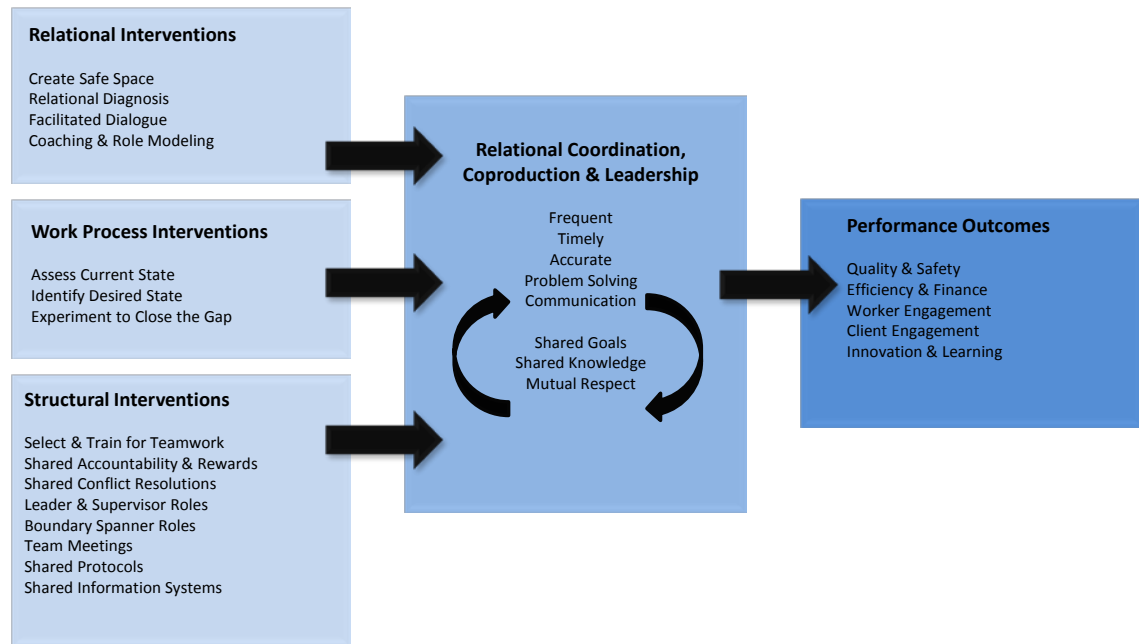 Relational Interventions
Create Safe Space
Relational Diagnosis
Facilitated Dialogue
Coaching & Role Modeling
Work Process Interventions
Assess Current State
Identify Desired State
Experiment to Close the Gap
Structural Interventions
Select & Train for Teamwork
Shared Accountability & Rewards
Shared Conflict Resolutions
Leader & Supervisor Roles
Boundary Spanner Roles
Team Meetings
Shared Protocols
Shared Information Systems
Relational Coordination,
Coproduction & Leadership
Frequent
Timely
Accurate
Problem Solving
Communication
Shared Goals
Shared Knowledge
Mutual Respect
Performance Outcomes
Quality & Safety
Efficiency & Finance
Worker Engagement
Client Engagement
Innovation & Learning